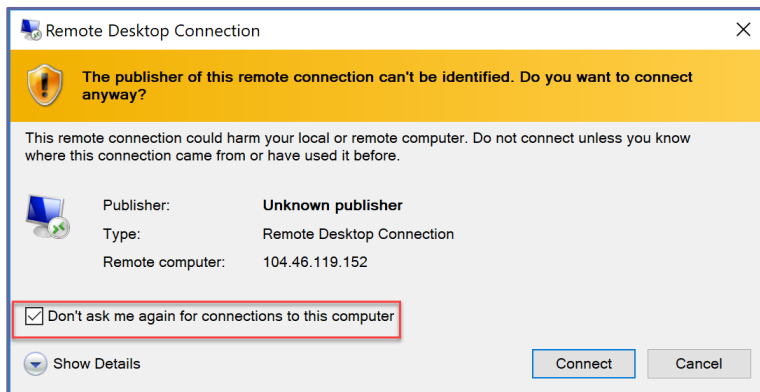 Remote Desktop Connection
The publisher of this remote connection can't be identified. Do you want to connect
anyway?
This remote connection could harm your local or remote computer. Do not connect unless you know
where this connection came from or have used it before.
Publisher: Unknown publisher
Type: Remote Desktop Connection
Remote computer: 104.46.119.152
Don't ask me again for connections to this computer
Show Details Connect Cancel